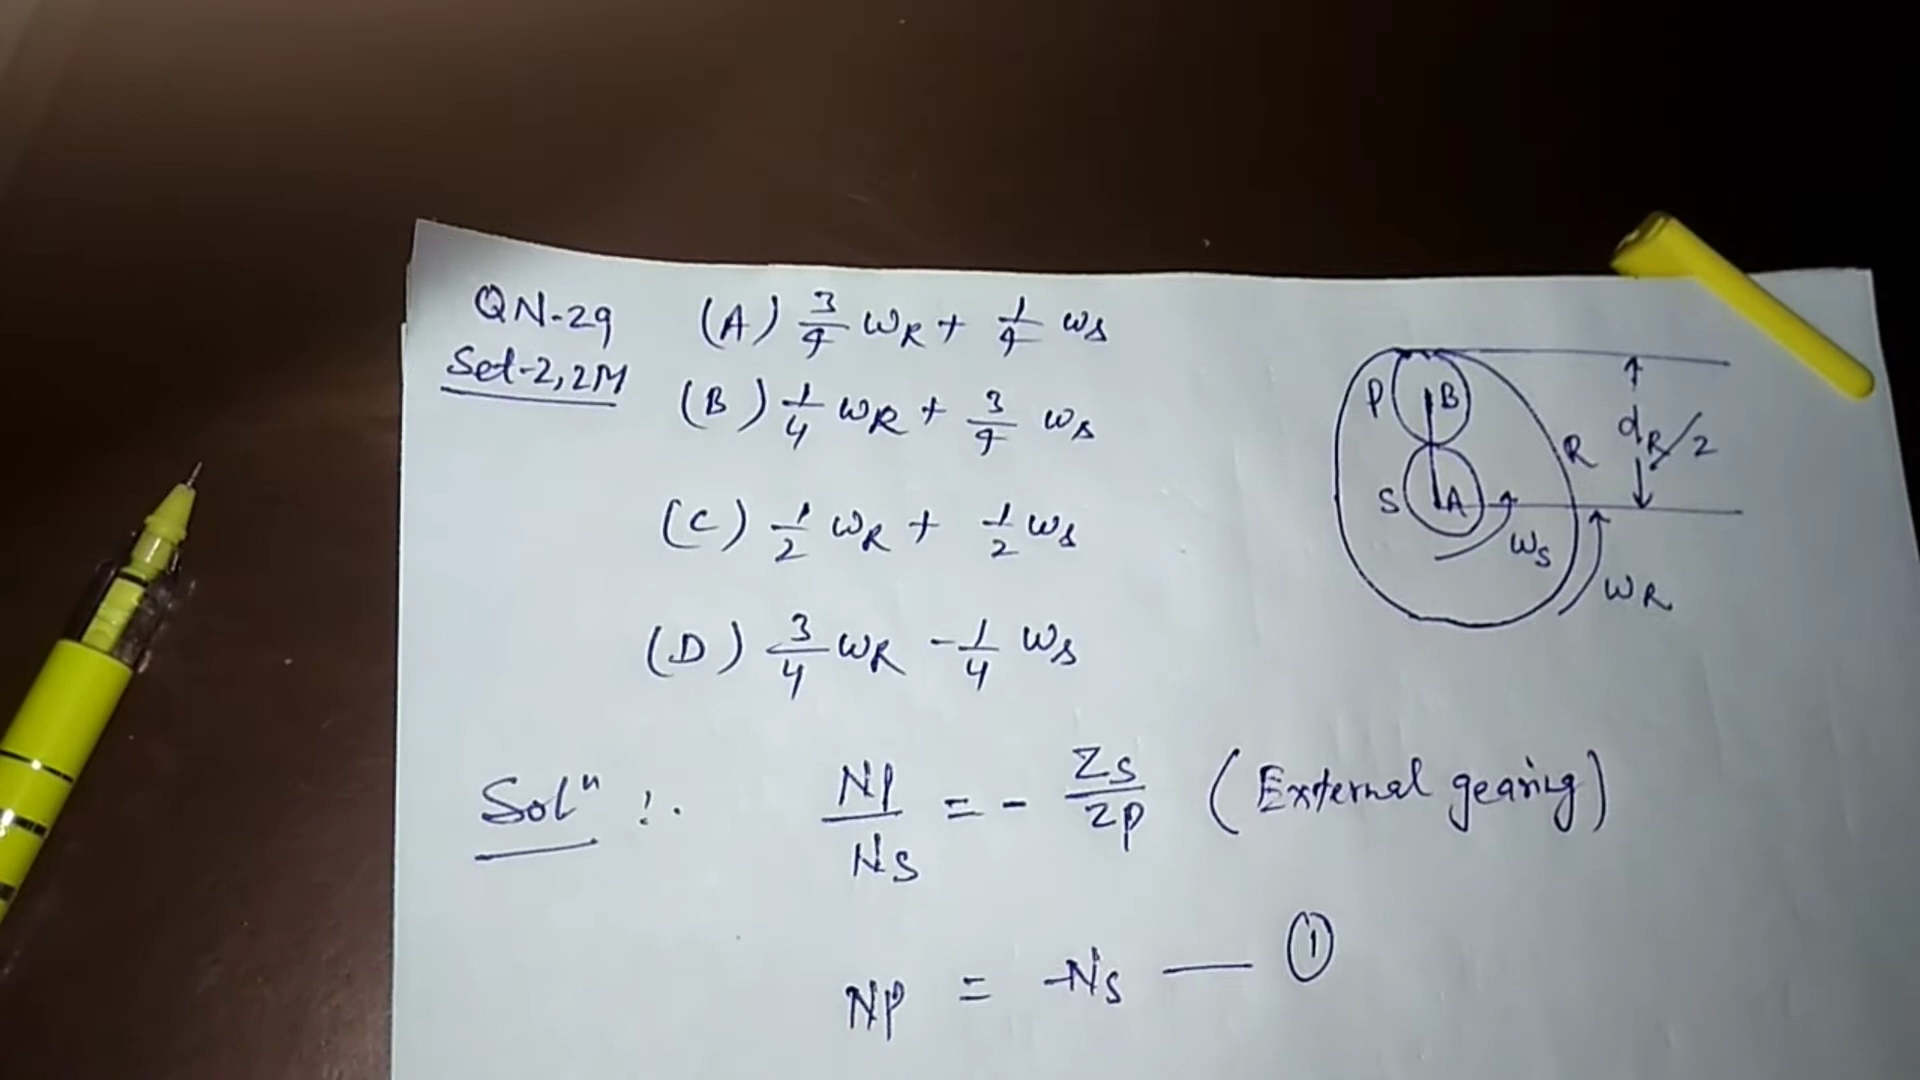 QN-29
Set-2, 2M
(A) 3/4 ωR + 1/4 ωs
(B) 1/4 ωR + 3/4 ωs
(C) 1/2 ωR + 1/2 ωs
(D) 3/4 ωR - 1/4 ωs
P
B
R
dR/2
S
A
ωs
ωR
Solⁿ :.
NP/NS = - ZS/ZP (External gearing)
NP = -NS — ①